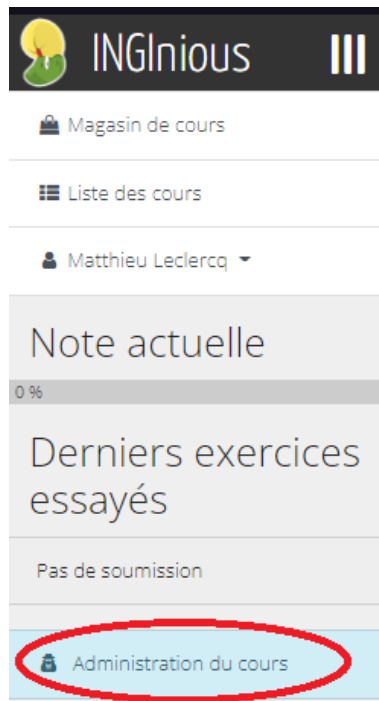 INGInious
Magasin de cours
Liste des cours
Matthieu Leclercq
Note actuelle
0 %
Derniers exercices
essayés
Pas de soumission
Administration du cours